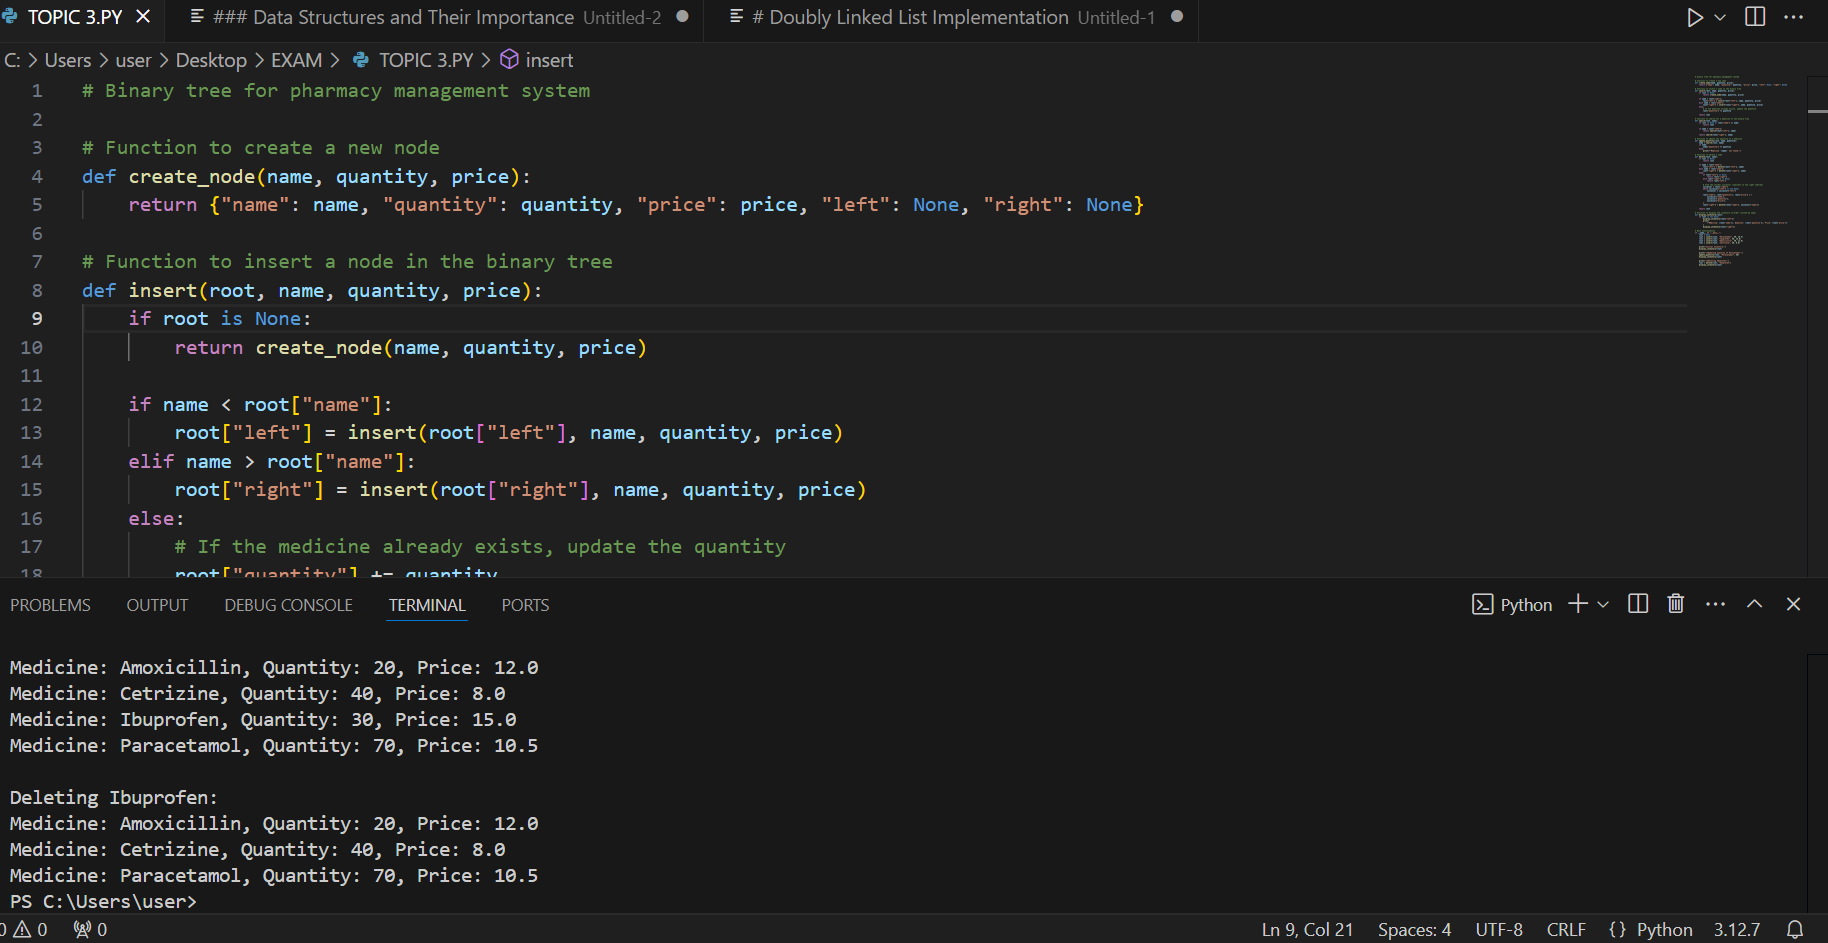 TOPIC 3.PY ### Data Structures and Their Importance Untitled-2 # Doubly Linked List Implementation Untitled-1
C: > Users > user > Desktop > EXAM > TOPIC 3.PY > insert
1 # Binary tree for pharmacy management system
2
3 # Function to create a new node
4 def create_node(name, quantity, price):
5     return {"name": name, "quantity": quantity, "price": price, "left": None, "right": None}
6
7 # Function to insert a node in the binary tree
8 def insert(root, name, quantity, price):
9     if root is None:
10         return create_node(name, quantity, price)
11
12     if name < root["name"]:
13         root["left"] = insert(root["left"], name, quantity, price)
14     elif name > root["name"]:
15         root["right"] = insert(root["right"], name, quantity, price)
16     else:
17         # If the medicine already exists, update the quantity
18         root["quantity"] += quantity
PROBLEMS OUTPUT DEBUG CONSOLE TERMINAL PORTS Python
Medicine: Amoxicillin, Quantity: 20, Price: 12.0
Medicine: Cetrizine, Quantity: 40, Price: 8.0
Medicine: Ibuprofen, Quantity: 30, Price: 15.0
Medicine: Paracetamol, Quantity: 70, Price: 10.5
Deleting Ibuprofen:
Medicine: Amoxicillin, Quantity: 20, Price: 12.0
Medicine: Cetrizine, Quantity: 40, Price: 8.0
Medicine: Paracetamol, Quantity: 70, Price: 10.5
PS C:\Users\user>
0 0 0 Ln 9, Col 21 Spaces: 4 UTF-8 CRLF {} Python 3.12.7